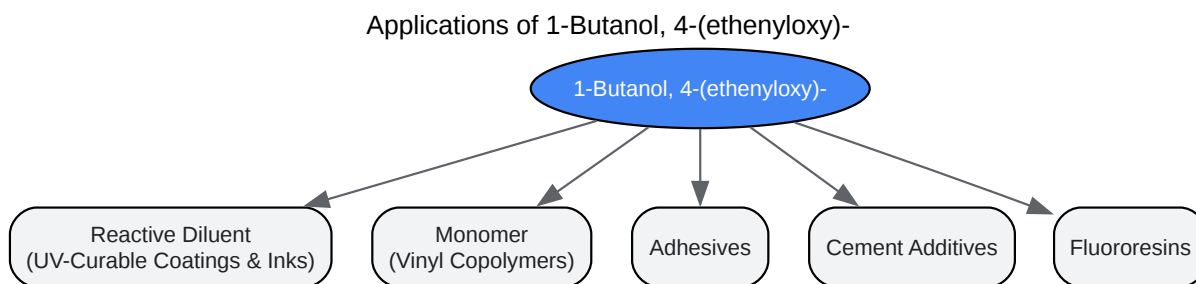 Applications of 1-Butanol, 4-(ethenyloxy)-
1-Butanol, 4-(ethenyloxy)-
Reactive Diluent
(UV-Curable Coatings & Inks)
Monomer
(Vinyl Copolymers)
Adhesives
Cement Additives
Fluororesins